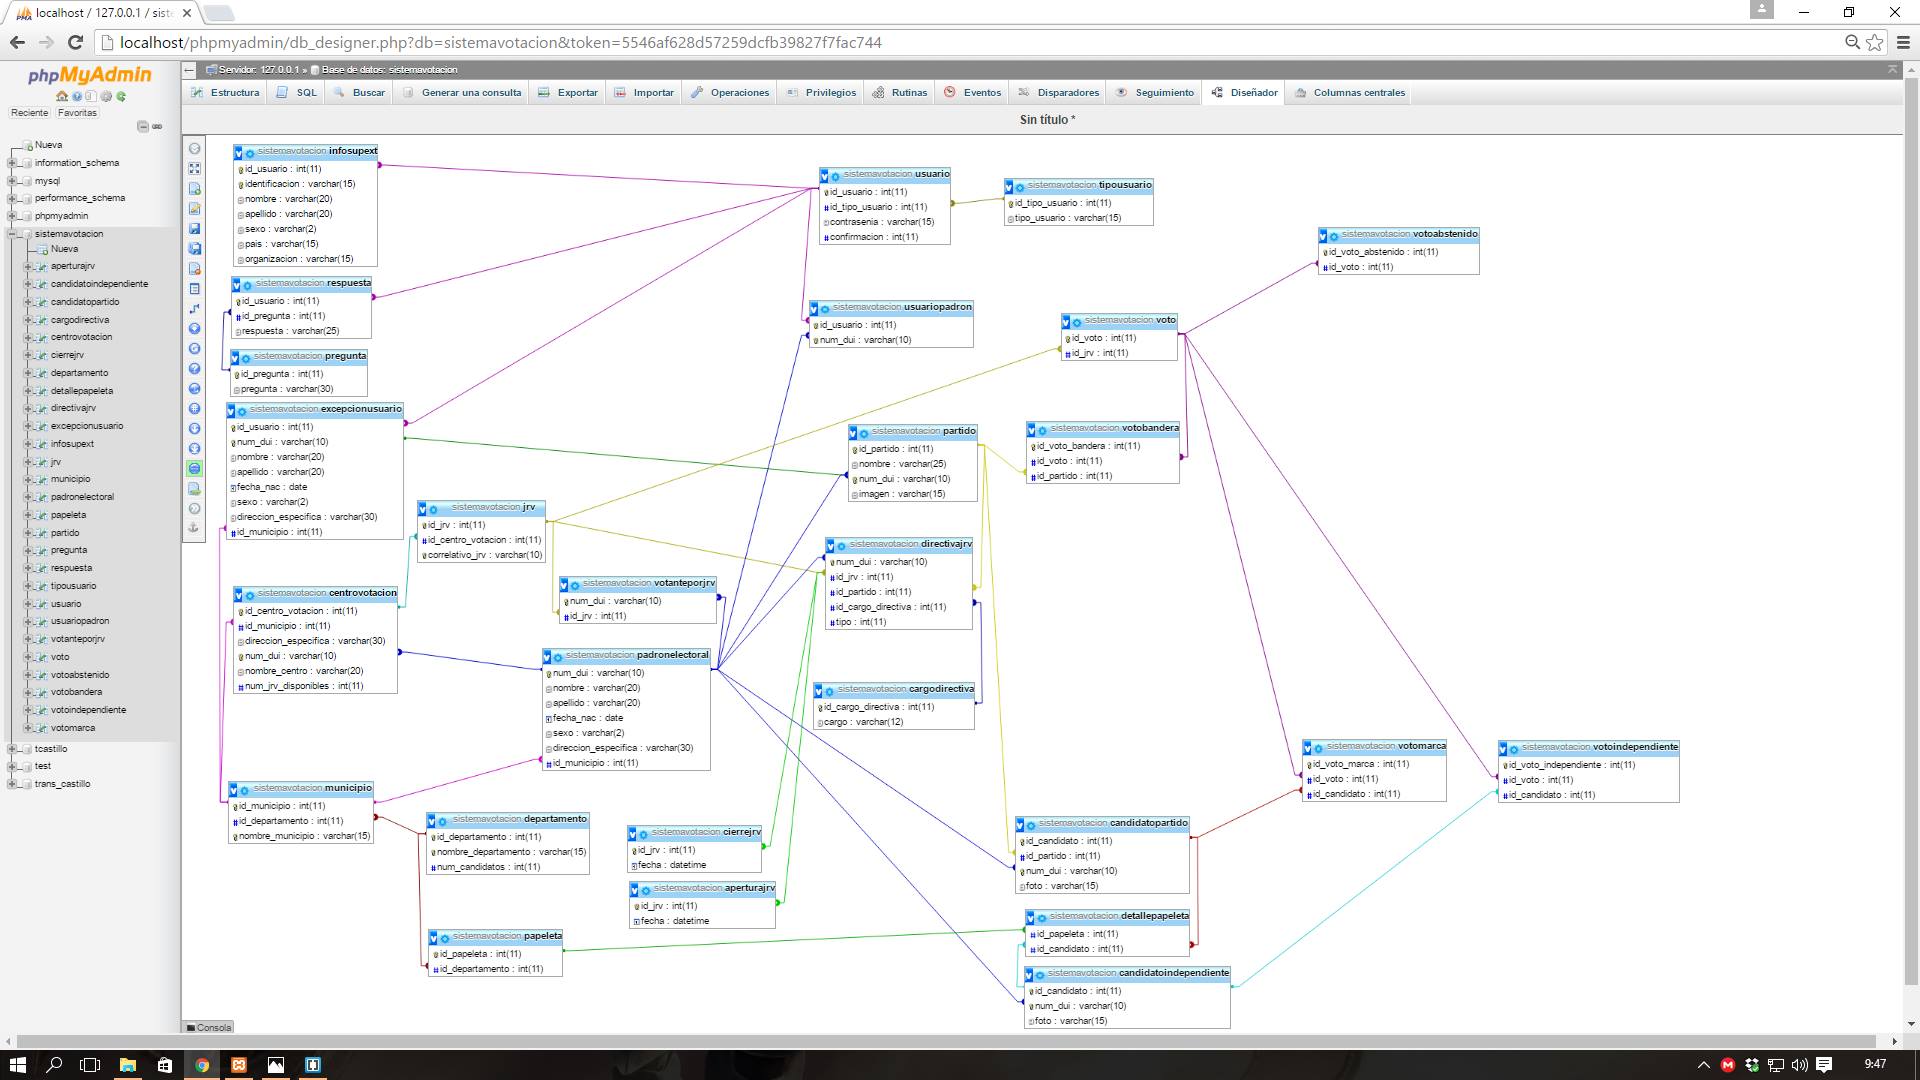 localhost / 127.0.0.1 / siste
localhost/phpmyadmin/db_designer.php?db=sistemavotacion&token=5546af628d57259dcfb39827f7fac744
phpMyAdmin
Reciente Favoritas
Nueva
information_schema
mysql
performance_schema
phpmyadmin
sistemavotacion
Nueva
aperturajrv
candidatoindependiente
candidatopartido
cargodirectiva
centrovotacion
cierrejrv
departamento
detallepapeleta
directivajrv
excepcionusuario
infosupext
jrv
municipio
padronelectoral
papeleta
partido
pregunta
respuesta
tipousuario
usuario
usuariopadron
votanteporjrv
voto
votoabstenido
votobandera
votoindependiente
votomarca
tcastillo
test
trans_castillo
Servidor: 127.0.0.1 » Base de datos: sistemavotacion
Estructura SQL Buscar Generar una consulta Exportar Importar Operaciones Privilegios Rutinas Eventos Disparadores Seguimiento Diseñador Columnas centrales
Sin título *
sistemavotacion infosupext
id_usuario : int(11)
identificacion : varchar(15)
nombre : varchar(20)
apellido : varchar(20)
sexo : varchar(2)
pais : varchar(15)
organizacion : varchar(15)
sistemavotacion respuesta
id_usuario : int(11)
#id_pregunta : int(11)
respuesta : varchar(25)
sistemavotacion pregunta
id_pregunta : int(11)
pregunta : varchar(30)
sistemavotacion excepcionusuario
id_usuario : int(11)
num_dui : varchar(10)
nombre : varchar(20)
apellido : varchar(20)
fecha_nac : date
sexo : varchar(2)
direccion_especifica : varchar(30)
#id_municipio : int(11)
sistemavotacion usuario
id_usuario : int(11)
#id_tipo_usuario : int(11)
contrasenia : varchar(15)
#confirmacion : int(11)
sistemavotacion tipousuario
id_tipo_usuario : int(11)
tipo_usuario : varchar(15)
sistemavotacion votoabstenido
id_voto_abstenido : int(11)
#id_voto : int(11)
sistemavotacion usuariopadron
id_usuario : int(11)
num_dui : varchar(10)
sistemavotacion voto
id_voto : int(11)
#id_jrv : int(11)
sistemavotacion partido
id_partido : int(11)
nombre : varchar(25)
num_dui : varchar(10)
imagen : varchar(15)
sistemavotacion votobandera
id_voto_bandera : int(11)
#id_voto : int(11)
#id_partido : int(11)
sistemavotacion jrv
id_jrv : int(11)
#id_centro_votacion : int(11)
correlativo_jrv : varchar(10)
sistemavotacion directivajrv
num_dui : varchar(10)
#id_jrv : int(11)
#id_partido : int(11)
#id_cargo_directiva : int(11)
#tipo : int(11)
sistemavotacion votanteporjrv
num_dui : varchar(10)
#id_jrv : int(11)
sistemavotacion centrovotacion
id_centro_votacion : int(11)
#id_municipio : int(11)
direccion_especifica : varchar(30)
num_dui : varchar(10)
nombre_centro : varchar(20)
#num_jrv_disponibles : int(11)
sistemavotacion padronelectoral
num_dui : varchar(10)
nombre : varchar(20)
apellido : varchar(20)
fecha_nac : date
sexo : varchar(2)
direccion_especifica : varchar(30)
#id_municipio : int(11)
sistemavotacion cargodirectiva
id_cargo_directiva : int(11)
cargo : varchar(12)
sistemavotacion votomarca
id_voto_marca : int(11)
#id_voto : int(11)
#id_candidato : int(11)
sistemavotacion votoindependiente
id_voto_independiente : int(11)
#id_voto : int(11)
#id_candidato : int(11)
sistemavotacion municipio
id_municipio : int(11)
#id_departamento : int(11)
nombre_municipio : varchar(15)
sistemavotacion departamento
id_departamento : int(11)
nombre_departamento : varchar(15)
#num_candidatos : int(11)
sistemavotacion cierrejrv
id_jrv : int(11)
fecha : datetime
sistemavotacion aperturajrv
id_jrv : int(11)
fecha : datetime
sistemavotacion candidatopartido
id_candidato : int(11)
#id_partido : int(11)
num_dui : varchar(10)
foto : varchar(15)
sistemavotacion detallepapeleta
#id_papeleta : int(11)
#id_candidato : int(11)
sistemavotacion papeleta
id_papeleta : int(11)
#id_departamento : int(11)
sistemavotacion candidatoindependiente
id_candidato : int(11)
num_dui : varchar(10)
foto : varchar(15)
Consola
9:47